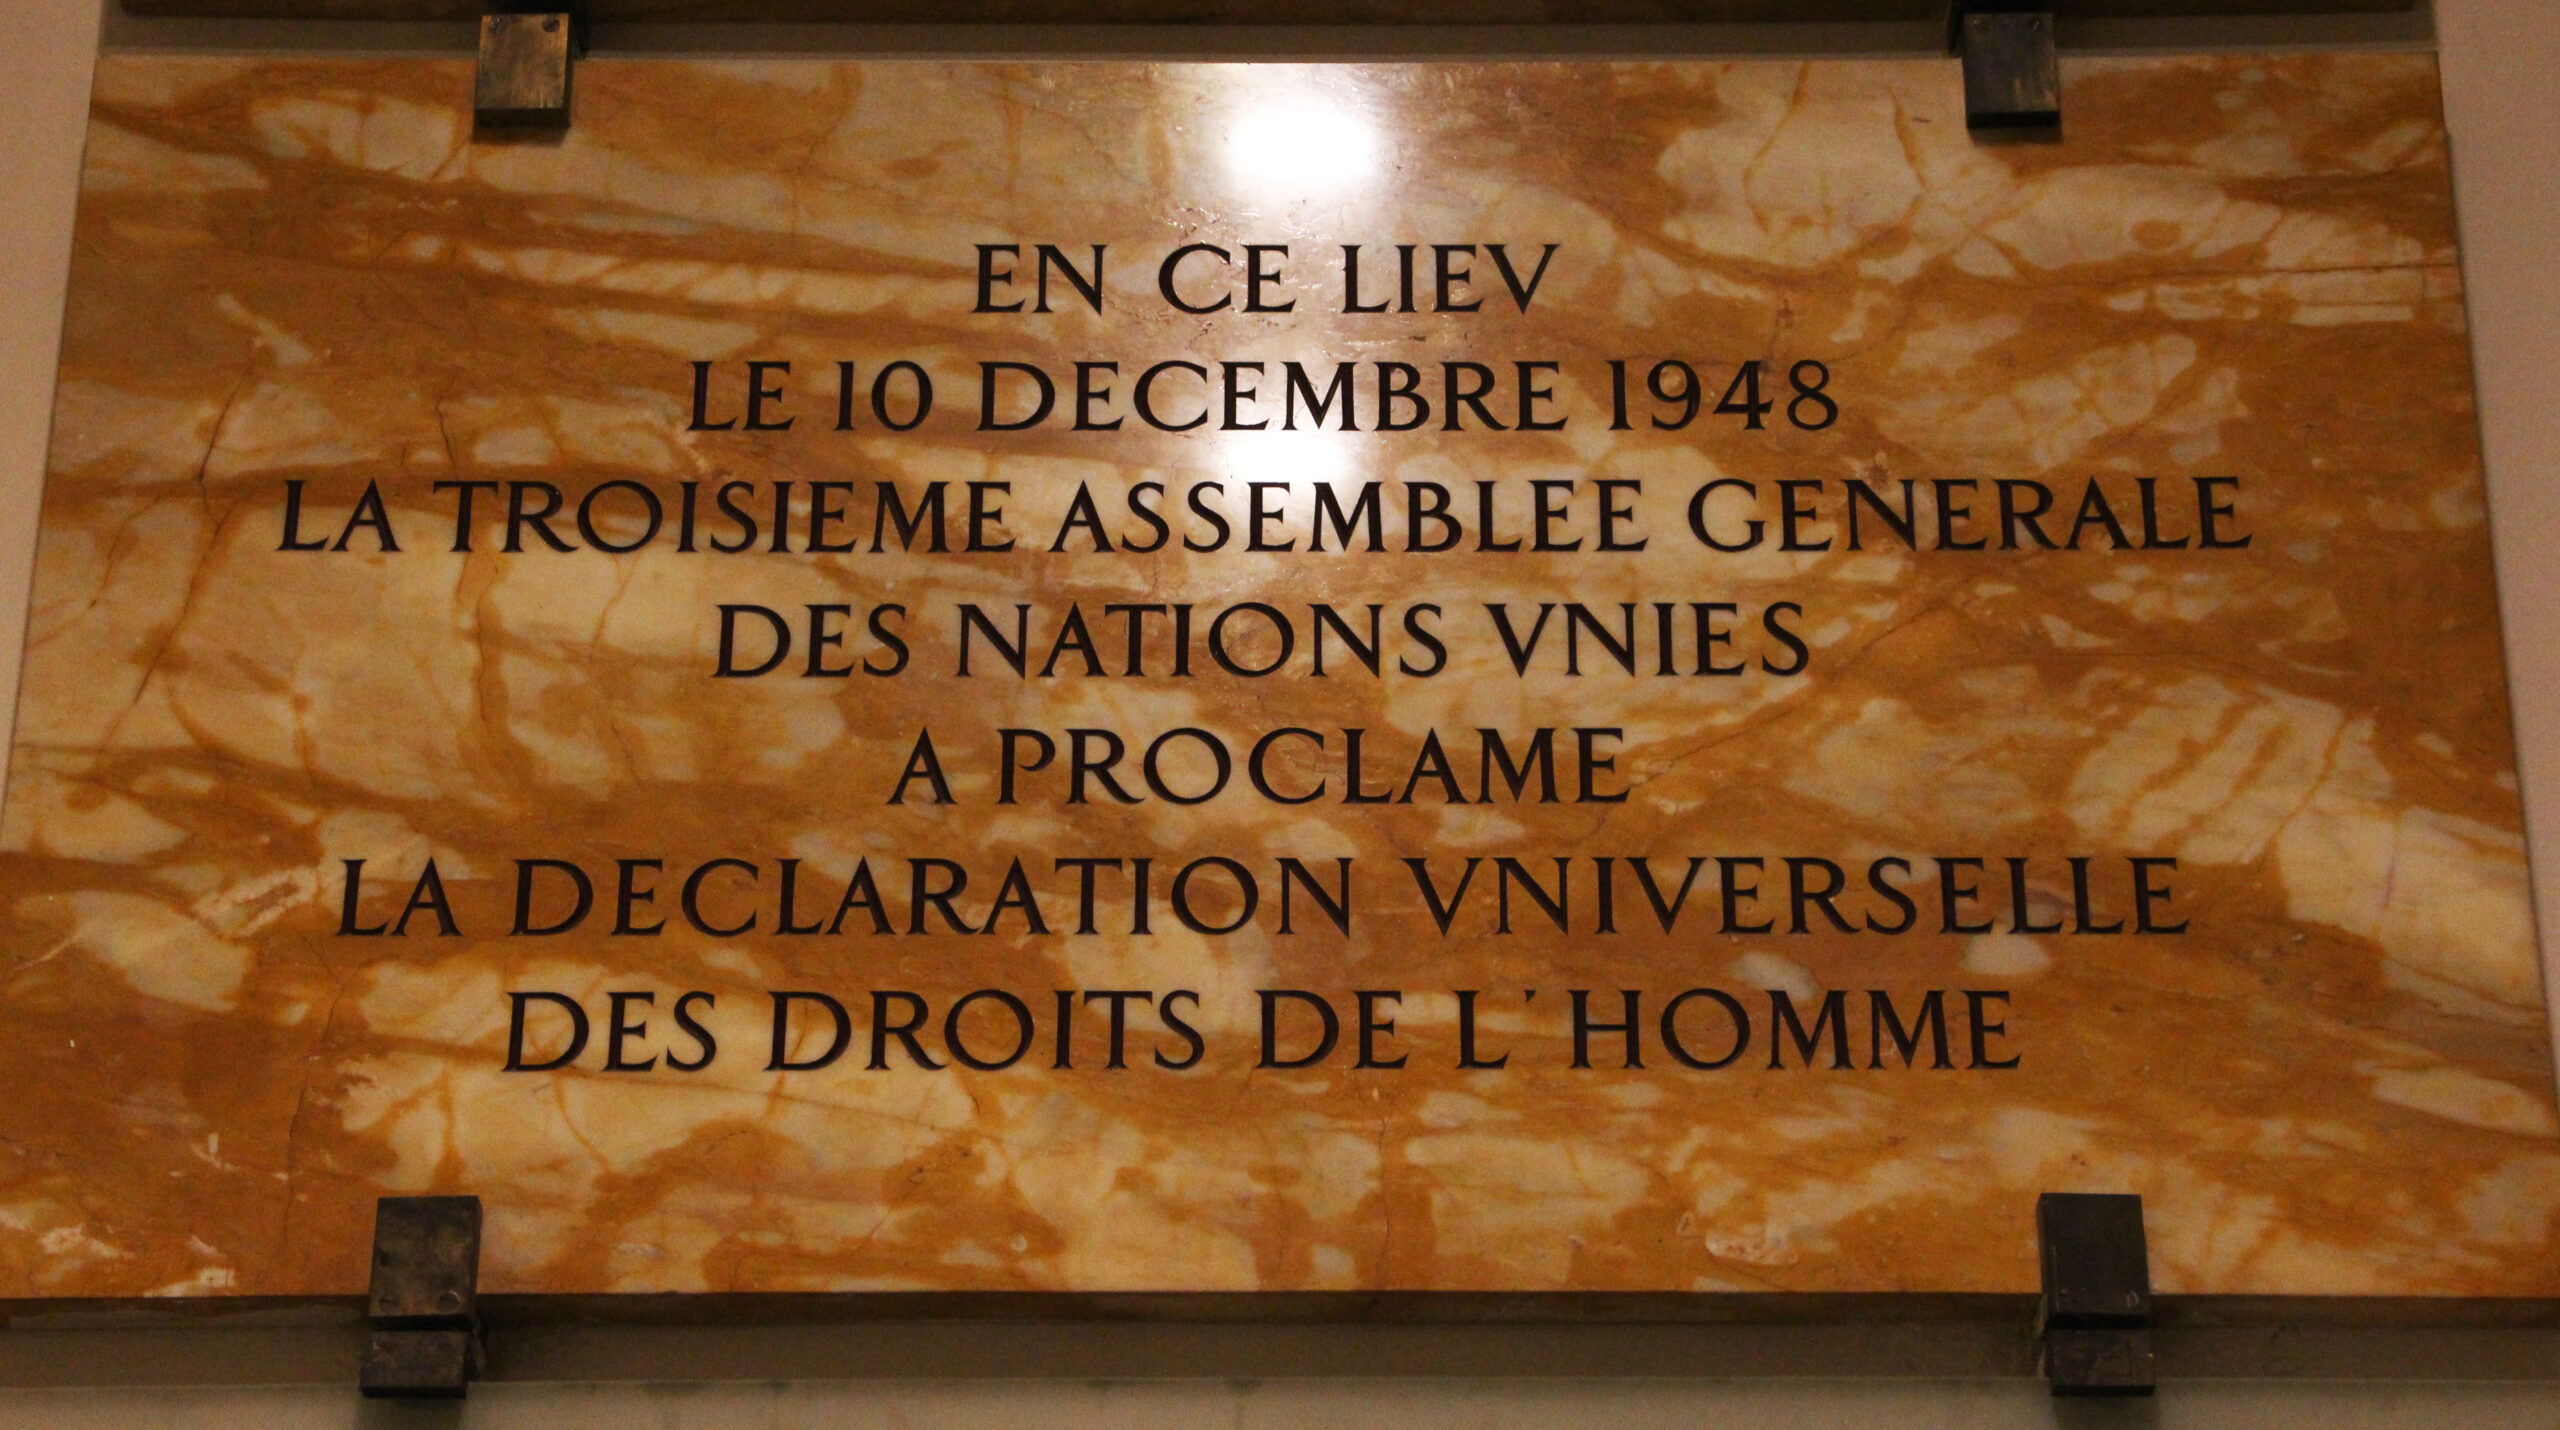 EN CE LIEV
LE 10 DECEMBRE 1948
LA TROISIEME ASSEMBLEE GENERALE
DES NATIONS VNIES
A PROCLAME
LA DECLARATION VNIVERSELLE
DES DROITS DE L'HOMME